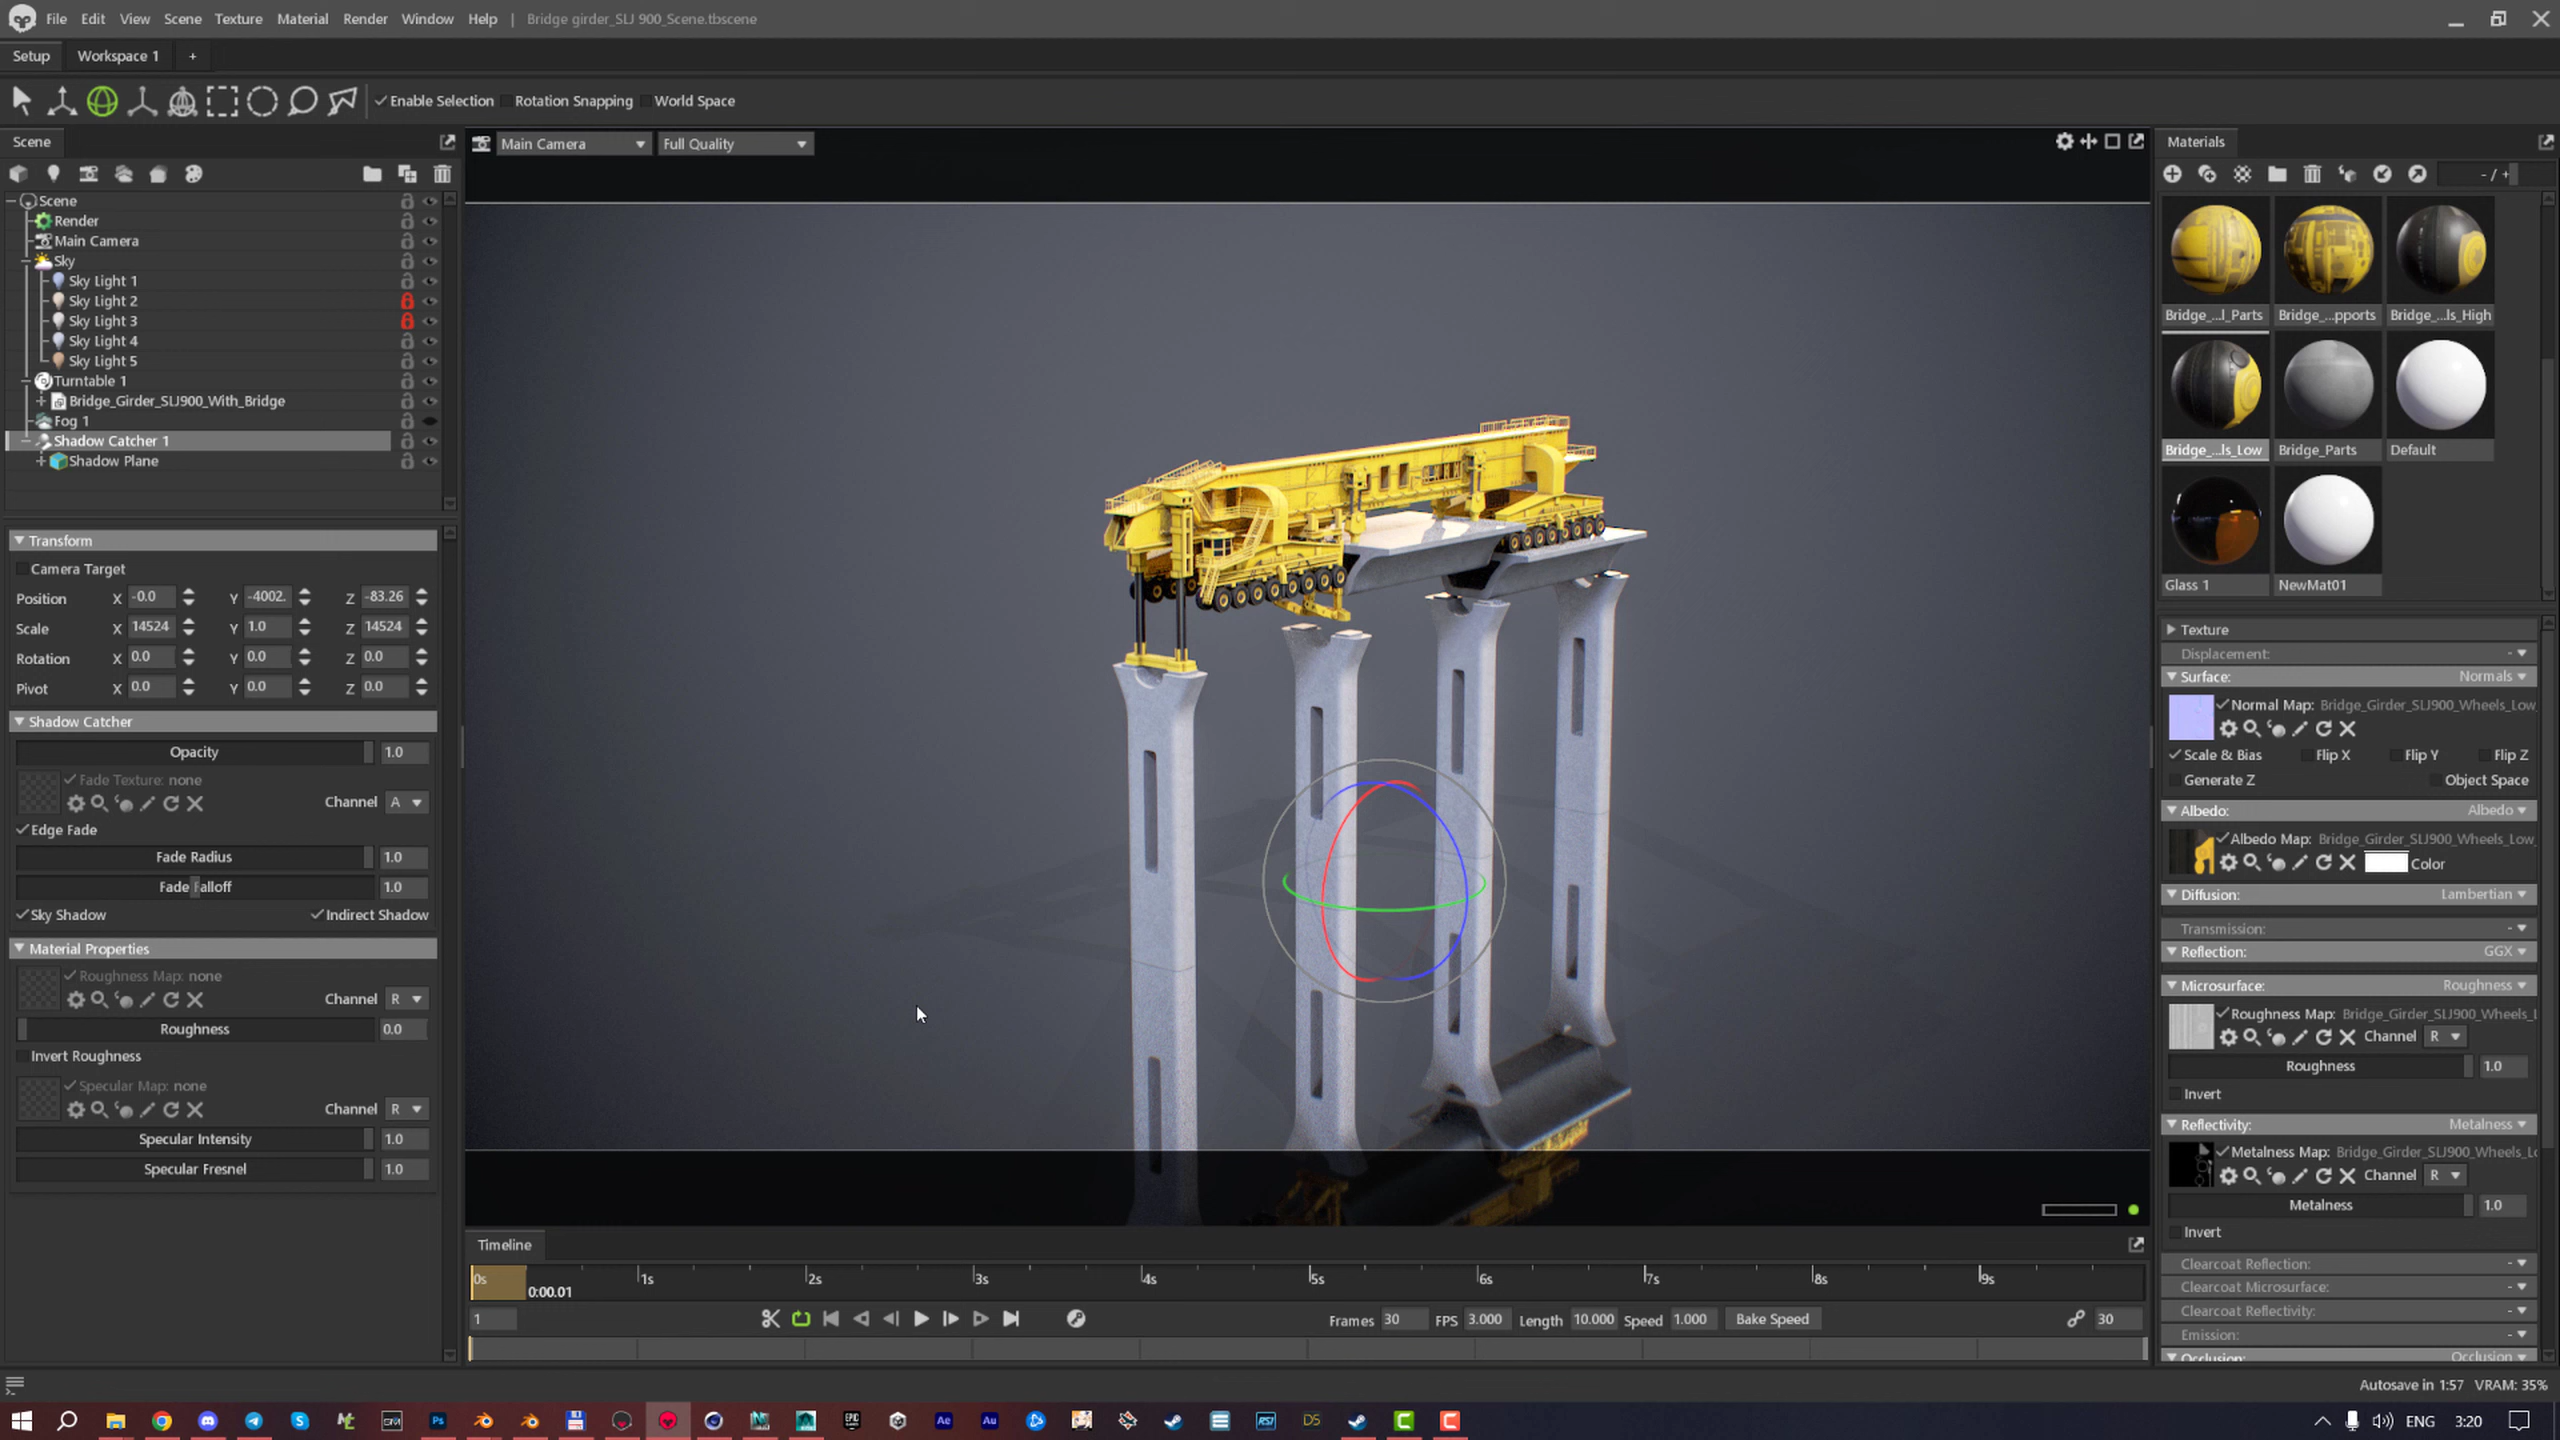 File Edit View Scene Texture Material Render Window Help | Bridge girder_SLJ 900_Scene.tbscene
Setup Workspace 1 +
Enable Selection Rotation Snapping World Space
Scene
Main Camera Full Quality
Materials
- / +
Scene
Render
Main Camera
Sky
Sky Light 1
Sky Light 2
Sky Light 3
Sky Light 4
Sky Light 5
Turntable 1
Bridge_Girder_SLJ900_With_Bridge
Fog 1
Shadow Catcher 1
Shadow Plane
Transform
Camera Target
Position X -0.0 Y -4002. Z -83.26
Scale X 14524 Y 1.0 Z 14524
Rotation X 0.0 Y 0.0 Z 0.0
Pivot X 0.0 Y 0.0 Z 0.0
Shadow Catcher
Opacity 1.0
Fade Texture: none
Channel A
Edge Fade
Fade Radius 1.0
Fade Falloff 1.0
Sky Shadow Indirect Shadow
Material Properties
Roughness Map: none
Channel R
Roughness 0.0
Invert Roughness
Specular Map: none
Channel R
Specular Intensity 1.0
Specular Fresnel 1.0
Bridge_...l_Parts Bridge_...pports Bridge_...ls_High
Bridge_...ls_Low Bridge_Parts Default
Glass 1 NewMat01
Texture
Displacement: -
Surface: Normals
Normal Map: Bridge_Girder_SLJ900_Wheels_Low_
Scale & Bias Flip X Flip Y Flip Z
Generate Z Object Space
Albedo: Albedo
Albedo Map: Bridge_Girder_SLJ900_Wheels_Low_
Color
Diffusion: Lambertian
Transmission: -
Reflection: GGX
Microsurface: Roughness
Roughness Map: Bridge_Girder_SLJ900_Wheels_L
Channel R
Roughness 1.0
Invert
Reflectivity: Metalness
Metalness Map: Bridge_Girder_SLJ900_Wheels_Lo
Channel R
Metalness 1.0
Invert
Clearcoat Reflection: -
Clearcoat Microsurface: -
Clearcoat Reflectivity: -
Emission: -
Occlusion: Occlusion
Timeline
0s 1s 2s 3s 4s 5s 6s 7s 8s 9s
0:00.01
1 Frames 30 FPS 3.000 Length 10.000 Speed 1.000 Bake Speed 30
Autosave in 1:57 VRAM: 35%
Ps EPIC GAMES Ae Au RSI DS ENG 3:20